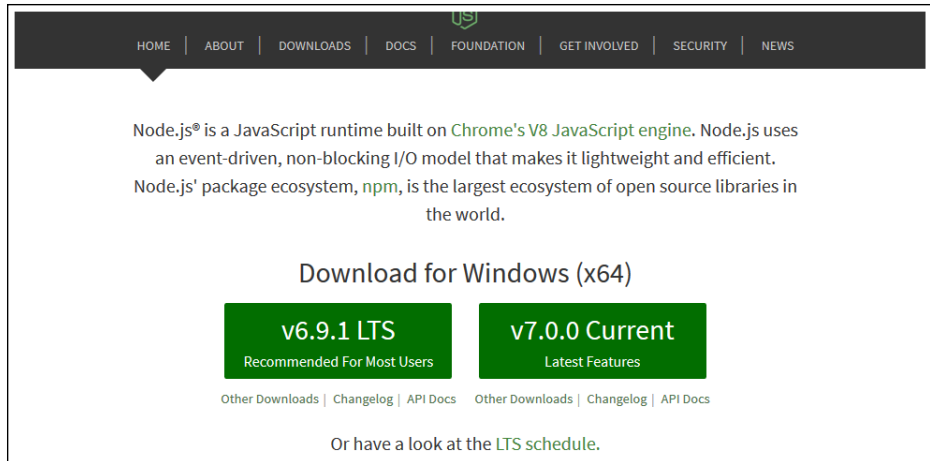 JS
HOME | ABOUT | DOWNLOADS | DOCS | FOUNDATION | GET INVOLVED | SECURITY | NEWS
Node.js® is a JavaScript runtime built on Chrome's V8 JavaScript engine. Node.js uses
an event-driven, non-blocking I/O model that makes it lightweight and efficient.
Node.js' package ecosystem, npm, is the largest ecosystem of open source libraries in
the world.
Download for Windows (x64)
v6.9.1 LTS
Recommended For Most Users
v7.0.0 Current
Latest Features
Other Downloads | Changelog | API Docs
Other Downloads | Changelog | API Docs
Or have a look at the LTS schedule.